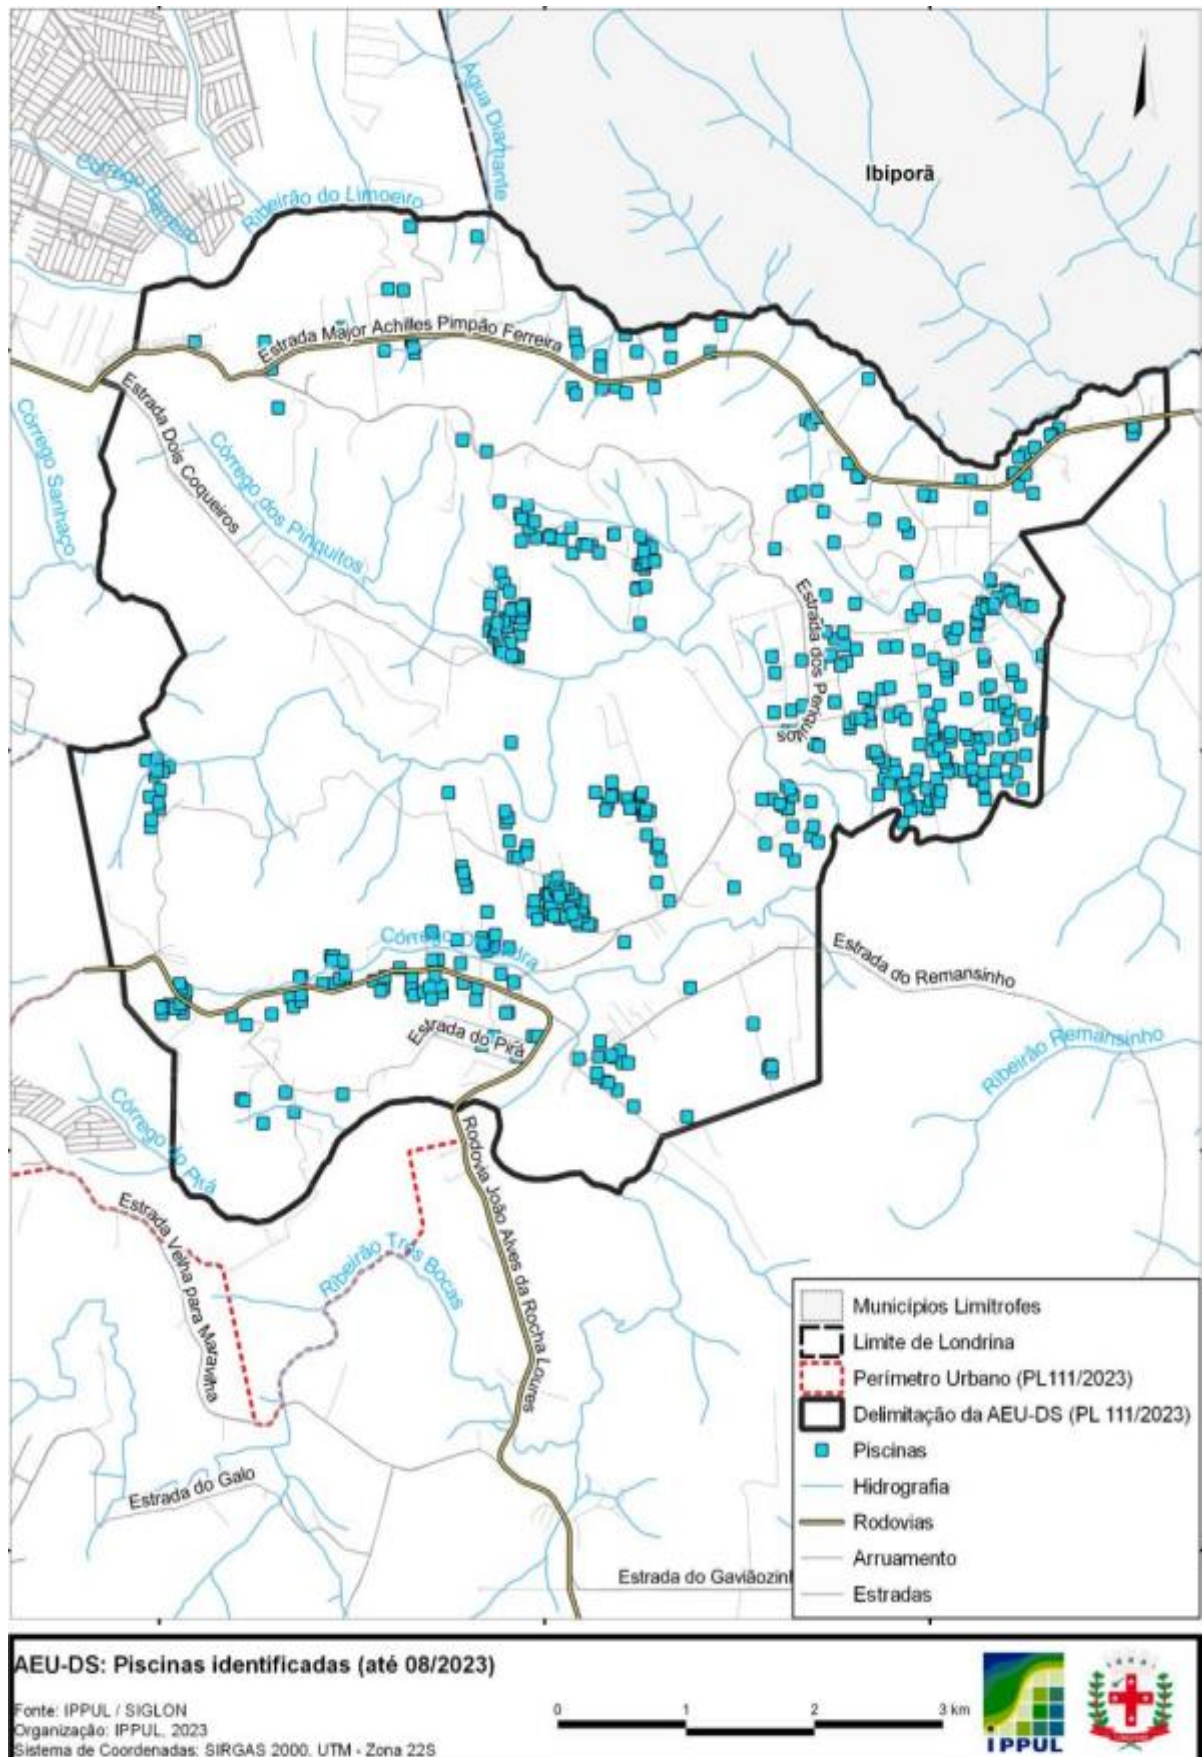 Água Diamante
Ibiporã
Ribeirão do Limoeiro
Estrada Major Achilles Pimpão Ferreira
Estrada Dois Coqueiros
Córrego Sanhaço
Córrego dos Pinquitos
Estrada dos Periquitos
Córrego
Estrada do Remansinho
Estrada do Pirá
Ribeirão Remansinho
Córrego do Pirá
Rodovia João Alves da Rocha Loures
Estrada Velha para Maravilha
Ribeirão Três Bocas
Estrada do Galo
Estrada do Gaviãozinh
Municípios Limítrofes
Limite de Londrina
Perímetro Urbano (PL111/2023)
Delimitação da AEU-DS (PL 111/2023)
Piscinas
Hidrografia
Rodovias
Arruamento
Estradas
AEU-DS: Piscinas identificadas (até 08/2023)
Fonte: IPPUL / SIGLON
Organização: IPPUL, 2023
Sistema de Coordenadas: SIRGAS 2000. UTM - Zona 22S
0 1 2 3 km
IPPUL